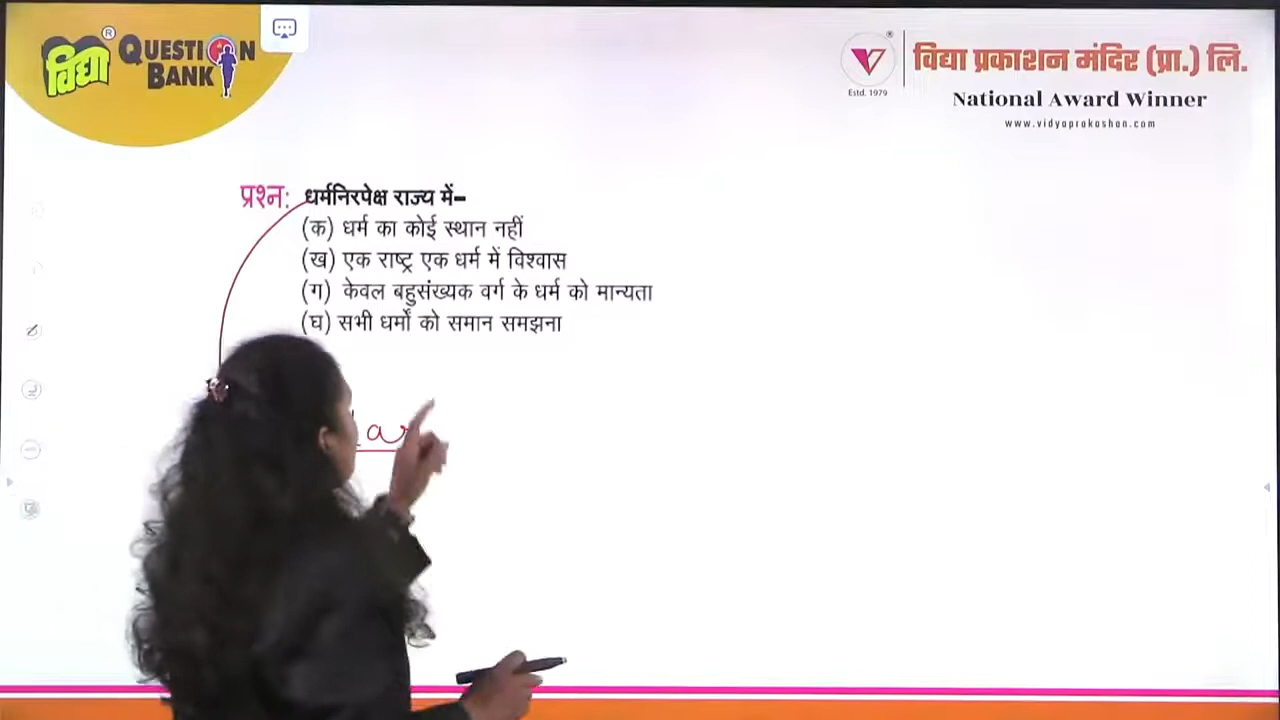 विद्या
QUESTION
BANK
®
Estd. 1979
विद्या प्रकाशन मंदिर (प्रा.) लि.
National Award Winner
www.vidyaprakashan.com
प्रश्न: धर्मनिरपेक्ष राज्य में-
(क) धर्म का कोई स्थान नहीं
(ख) एक राष्ट्र एक धर्म में विश्वास
(ग) केवल बहुसंख्यक वर्ग के धर्म को मान्यता
(घ) सभी धर्मों को समान समझना